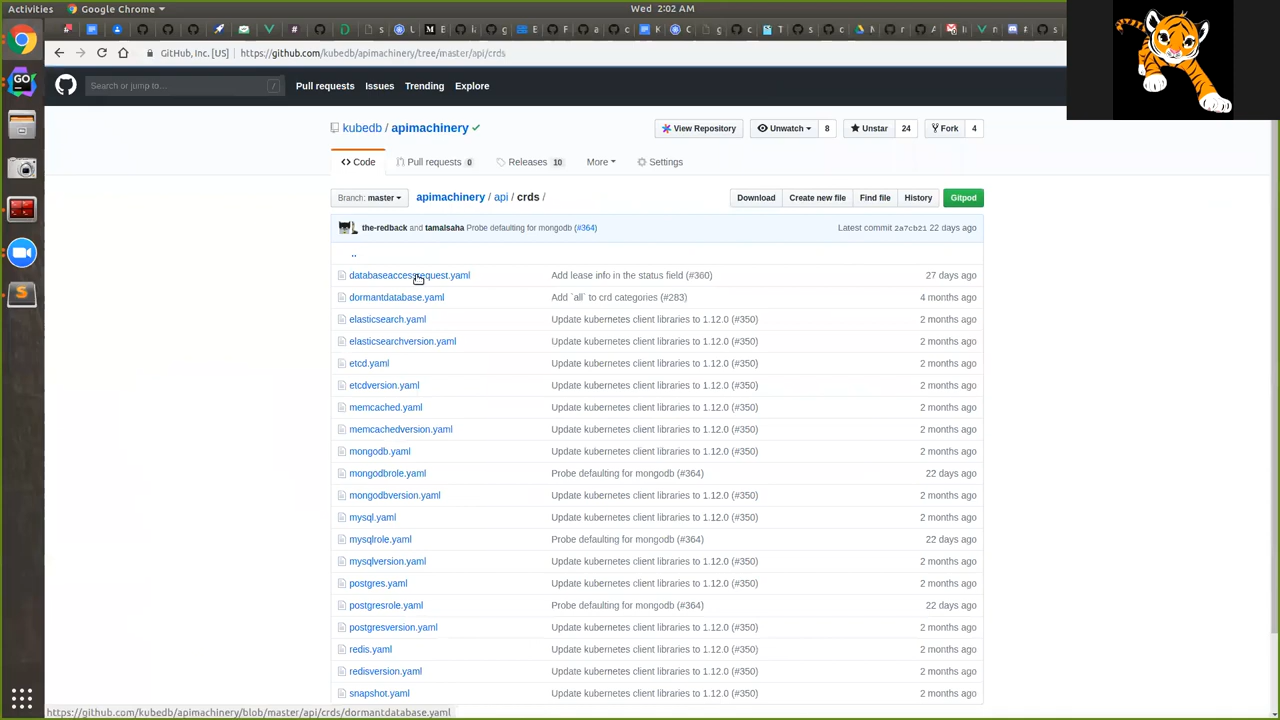 Activities
Google Chrome
Wed 2:02 AM
GitHub, Inc. [US]
https://github.com/kubedb/apimachinery/tree/master/api/crds
Search or jump to...
/
Pull requests
Issues
Trending
Explore
kubedb / apimachinery
View Repository
Unwatch
8
Unstar
24
Fork
4
Code
Pull requests 0
Releases 10
More
Settings
Branch: master
apimachinery / api / crds /
Download
Create new file
Find file
History
Gitpod
the-redback and tamalsaha Probe defaulting for mongodb (#364)
Latest commit 2a7cb21 22 days ago
..
databaseaccessrequest.yaml Add lease info in the status field (#360) 27 days ago
dormantdatabase.yaml Add `all` to crd categories (#283) 4 months ago
elasticsearch.yaml Update kubernetes client libraries to 1.12.0 (#350) 2 months ago
elasticsearchversion.yaml Update kubernetes client libraries to 1.12.0 (#350) 2 months ago
etcd.yaml Update kubernetes client libraries to 1.12.0 (#350) 2 months ago
etcdversion.yaml Update kubernetes client libraries to 1.12.0 (#350) 2 months ago
memcached.yaml Update kubernetes client libraries to 1.12.0 (#350) 2 months ago
memcachedversion.yaml Update kubernetes client libraries to 1.12.0 (#350) 2 months ago
mongodb.yaml Update kubernetes client libraries to 1.12.0 (#350) 2 months ago
mongodbrole.yaml Probe defaulting for mongodb (#364) 22 days ago
mongodbversion.yaml Update kubernetes client libraries to 1.12.0 (#350) 2 months ago
mysql.yaml Update kubernetes client libraries to 1.12.0 (#350) 2 months ago
mysqlrole.yaml Probe defaulting for mongodb (#364) 22 days ago
mysqlversion.yaml Update kubernetes client libraries to 1.12.0 (#350) 2 months ago
postgres.yaml Update kubernetes client libraries to 1.12.0 (#350) 2 months ago
postgresrole.yaml Probe defaulting for mongodb (#364) 22 days ago
postgresversion.yaml Update kubernetes client libraries to 1.12.0 (#350) 2 months ago
redis.yaml Update kubernetes client libraries to 1.12.0 (#350) 2 months ago
redisversion.yaml Update kubernetes client libraries to 1.12.0 (#350) 2 months ago
snapshot.yaml Update kubernetes client libraries to 1.12.0 (#350) 2 months ago
https://github.com/kubedb/apimachinery/blob/master/api/crds/dormantdatabase.yaml